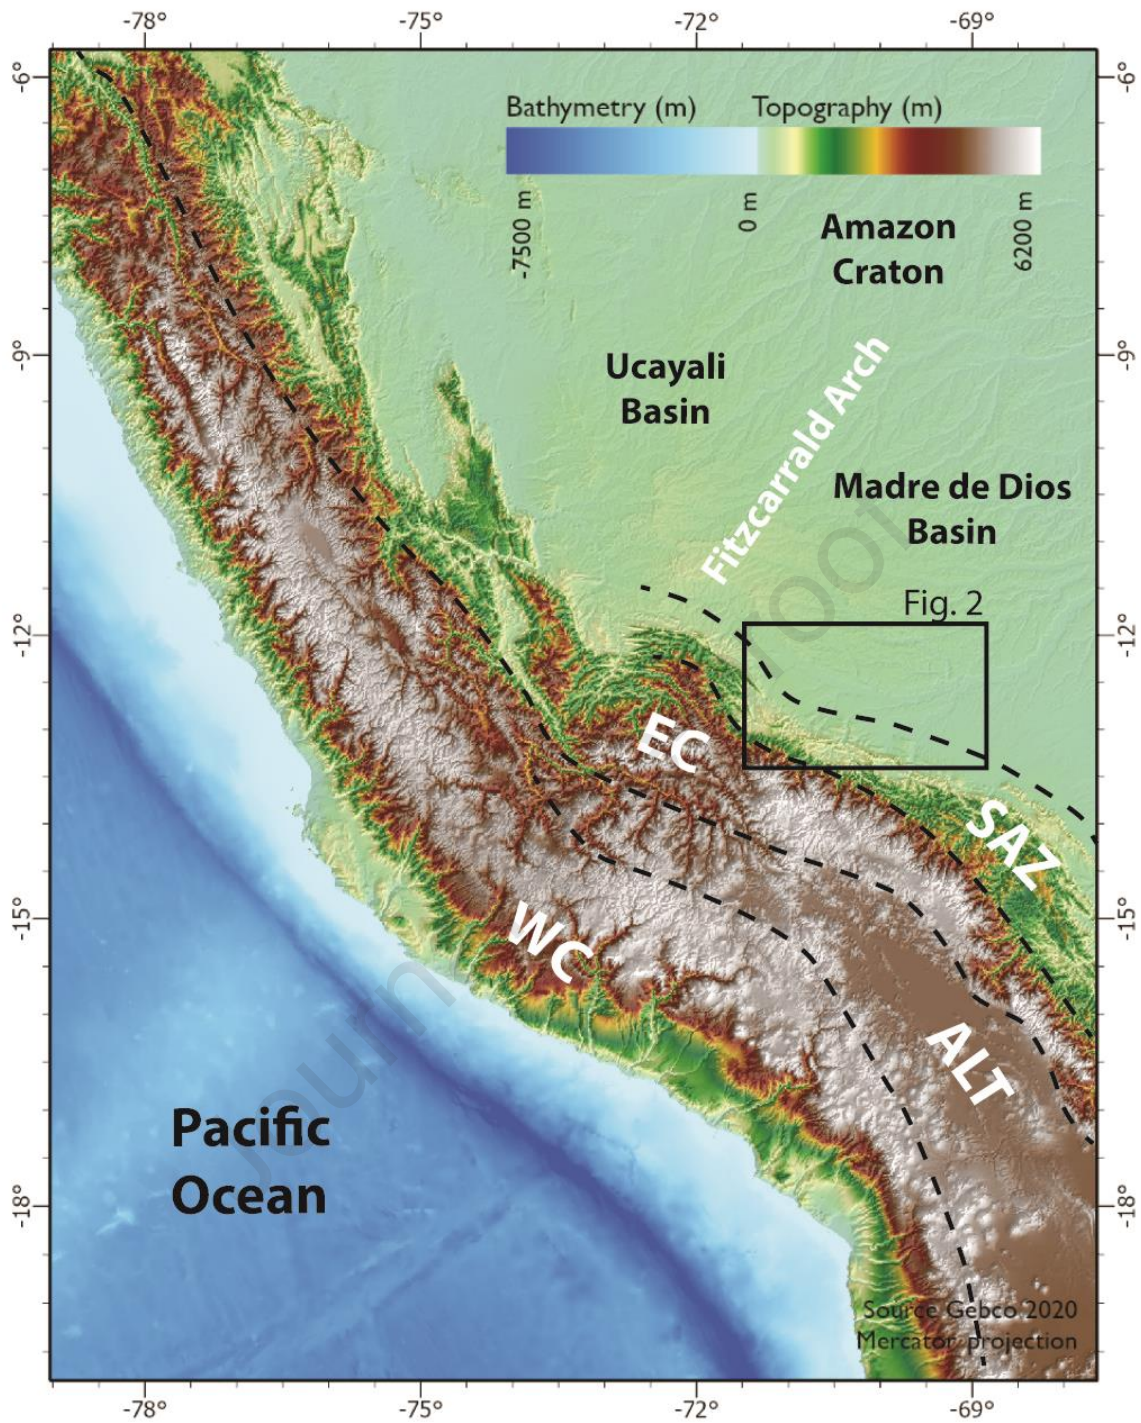 -78°
-75°
-72°
-69°
-6°
-6°
Bathymetry (m)
Topography (m)
-7500 m
0 m
6200 m
Amazon
Craton
-9°
-9°
Ucayali
Basin
Fitzcarrald Arch
Madre de Dios
Basin
Fig. 2
-12°
-12°
EC
SAZ
WC
-15°
-15°
ALT
Pacific
Ocean
-18°
-18°
Source Gebco 2020
Mercator projection
-78°
-75°
-72°
-69°